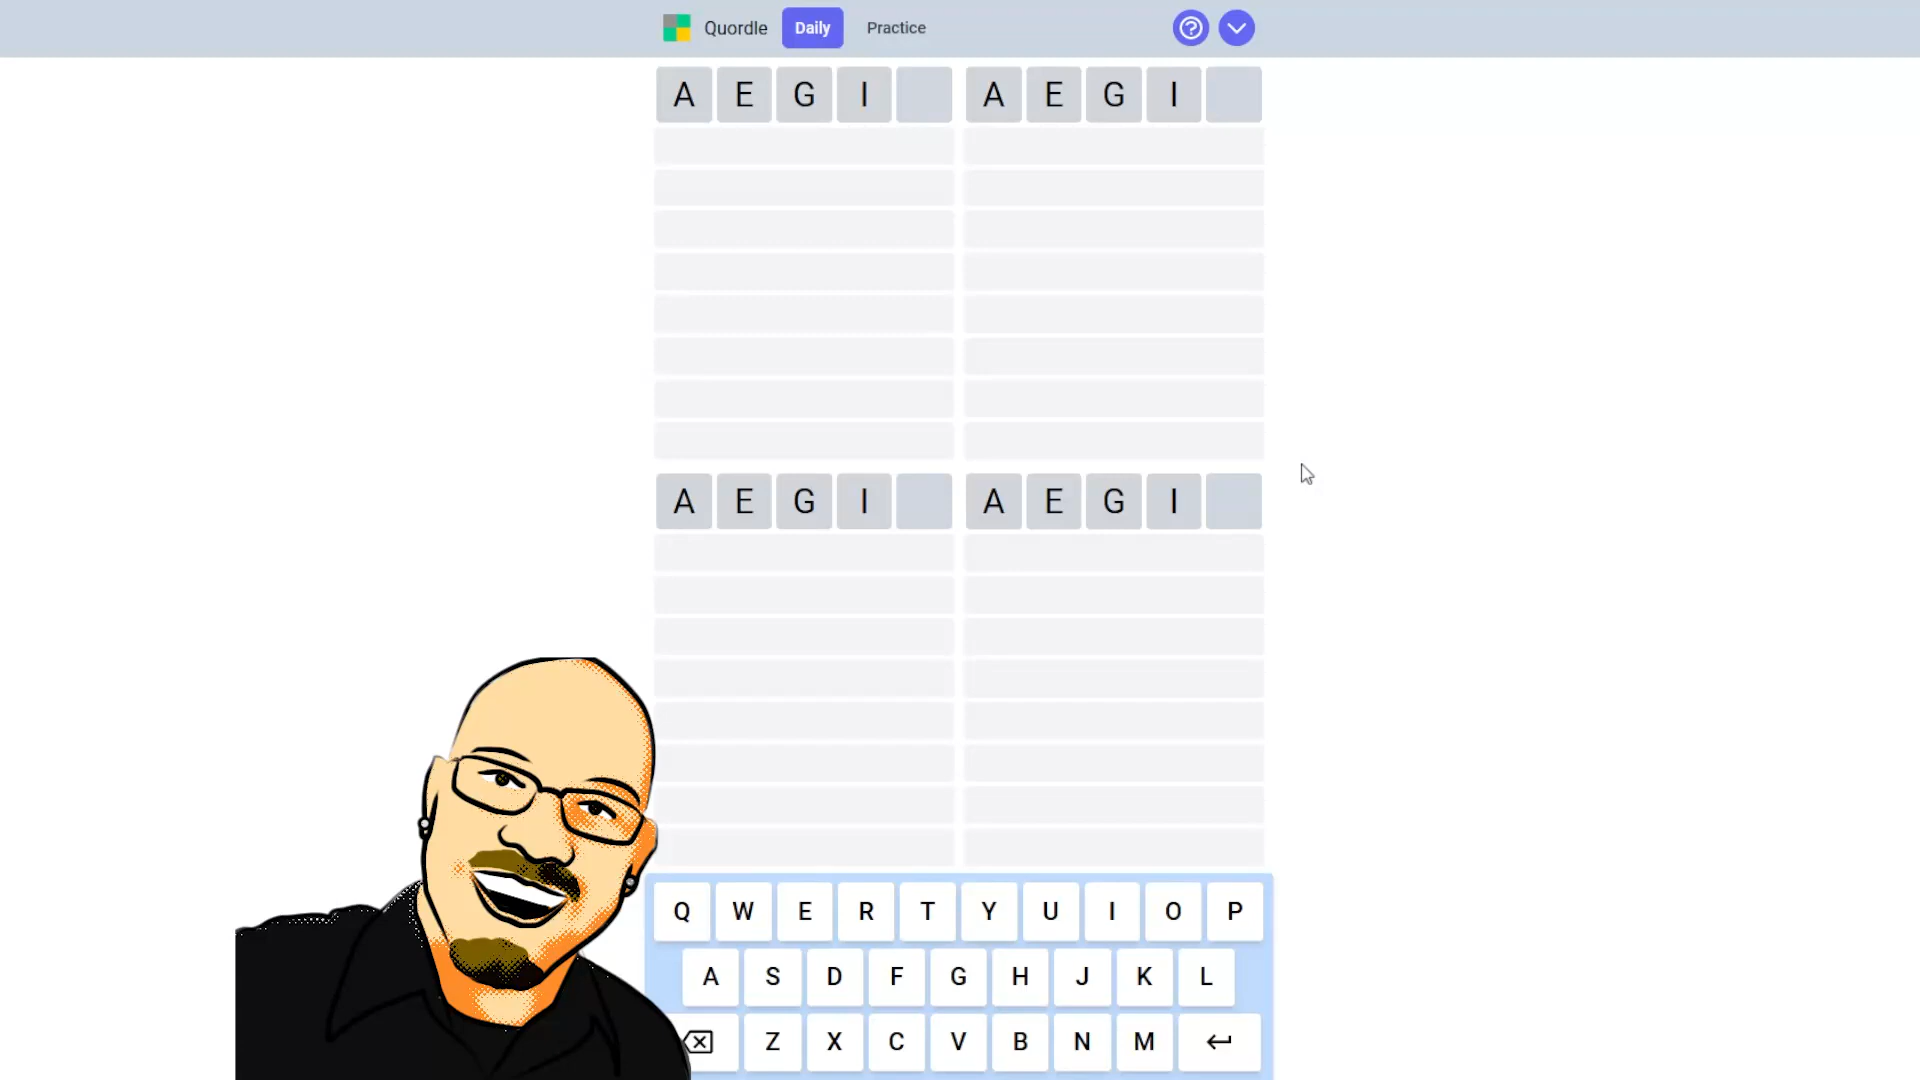 Quordle Daily Practice
A E G I A E G I
A E G I A E G I
Q W E R T Y U I O P
A S D F G H J K L
Z X C V B N M